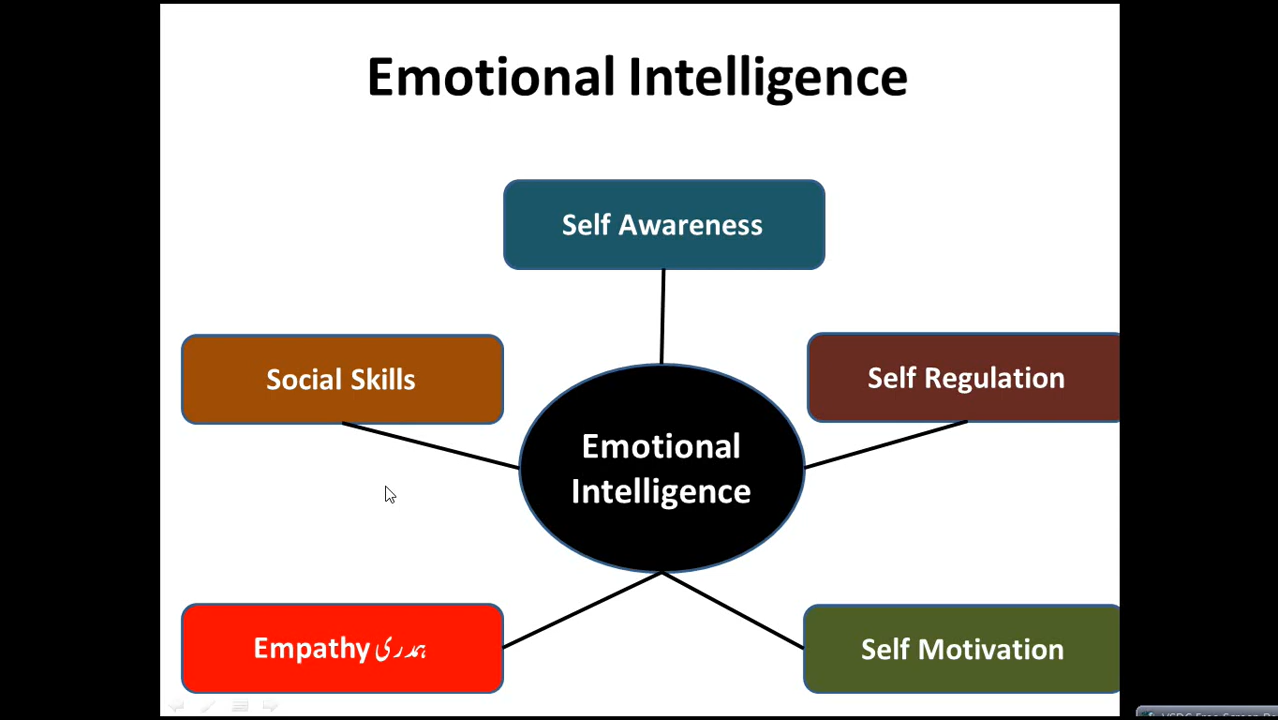 Emotional Intelligence
Self Awareness
Social Skills
Self Regulation
Emotional
Intelligence
Empathy ہمدردی
Self Motivation